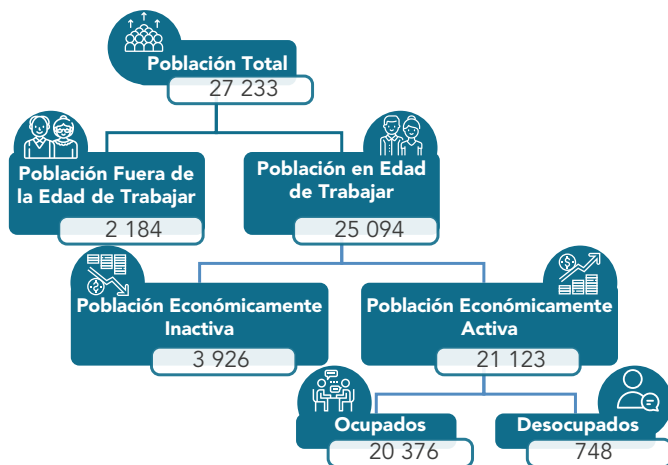 Población Total
27 233
Población Fuera de
la Edad de Trabajar
2 184
Población en Edad
de Trabajar
25 094
Población Económicamente
Inactiva
3 926
Población Económicamente
Activa
21 123
Ocupados
20 376
Desocupados
748